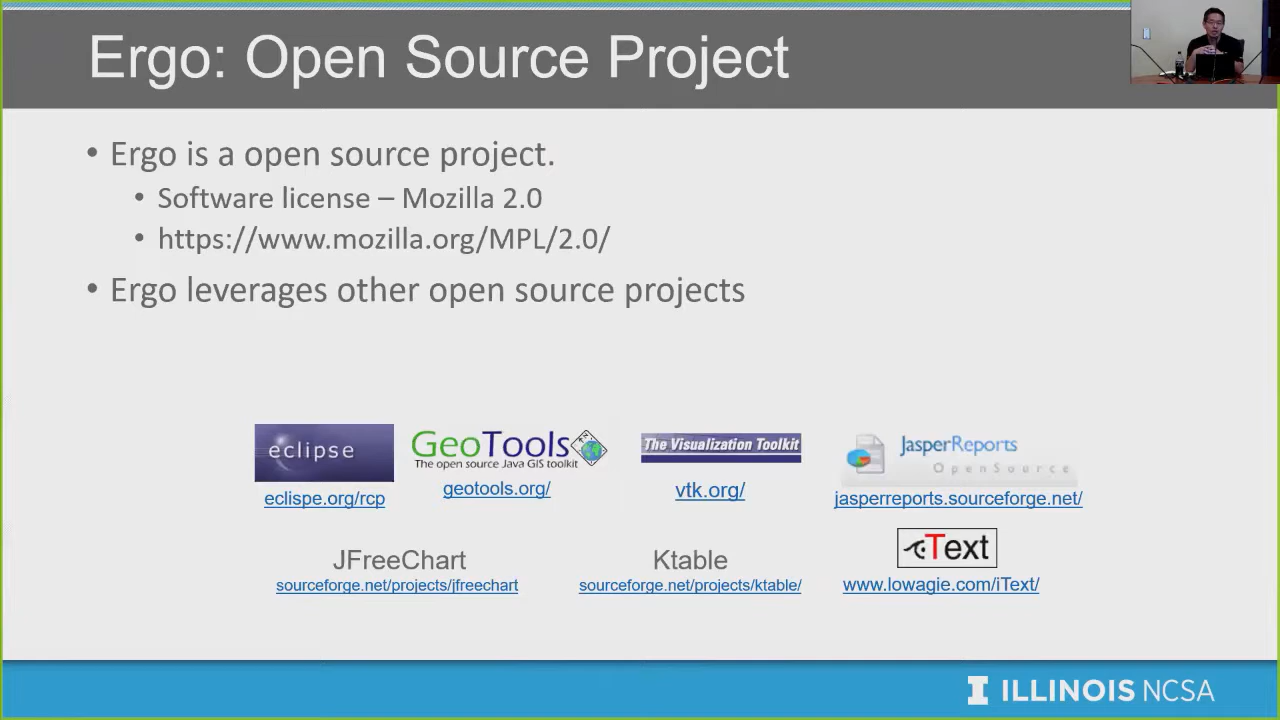 Ergo: Open Source Project
• Ergo is a open source project.
• Software license – Mozilla 2.0
• https://www.mozilla.org/MPL/2.0/
• Ergo leverages other open source projects
eclipse
eclispe.org/rcp
GeoTools
The open source Java GIS toolkit
geotools.org/
The Visualization Toolkit
vtk.org/
JasperReports
OpenSource
jasperreports.sourceforge.net/
JFreeChart
sourceforge.net/projects/jfreechart
Ktable
sourceforge.net/projects/ktable/
iText
www.lowagie.com/iText/
I ILLINOIS NCSA